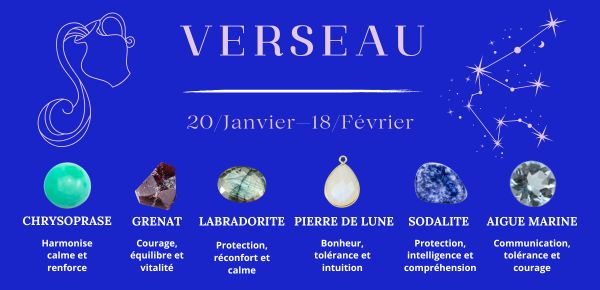 VERSEAU
20/Janvier—18/Février
CHRYSOPRASE
Harmonise
calme et
renforce
GRENAT
Courage,
équilibre et
vitalité
LABRADORITE
Protection,
réconfort et
calme
PIERRE DE LUNE
Bonheur,
tolérance et
intuition
SODALITE
Protection,
intelligence et
compréhension
AIGUE MARINE
Communication,
tolérance et
courage